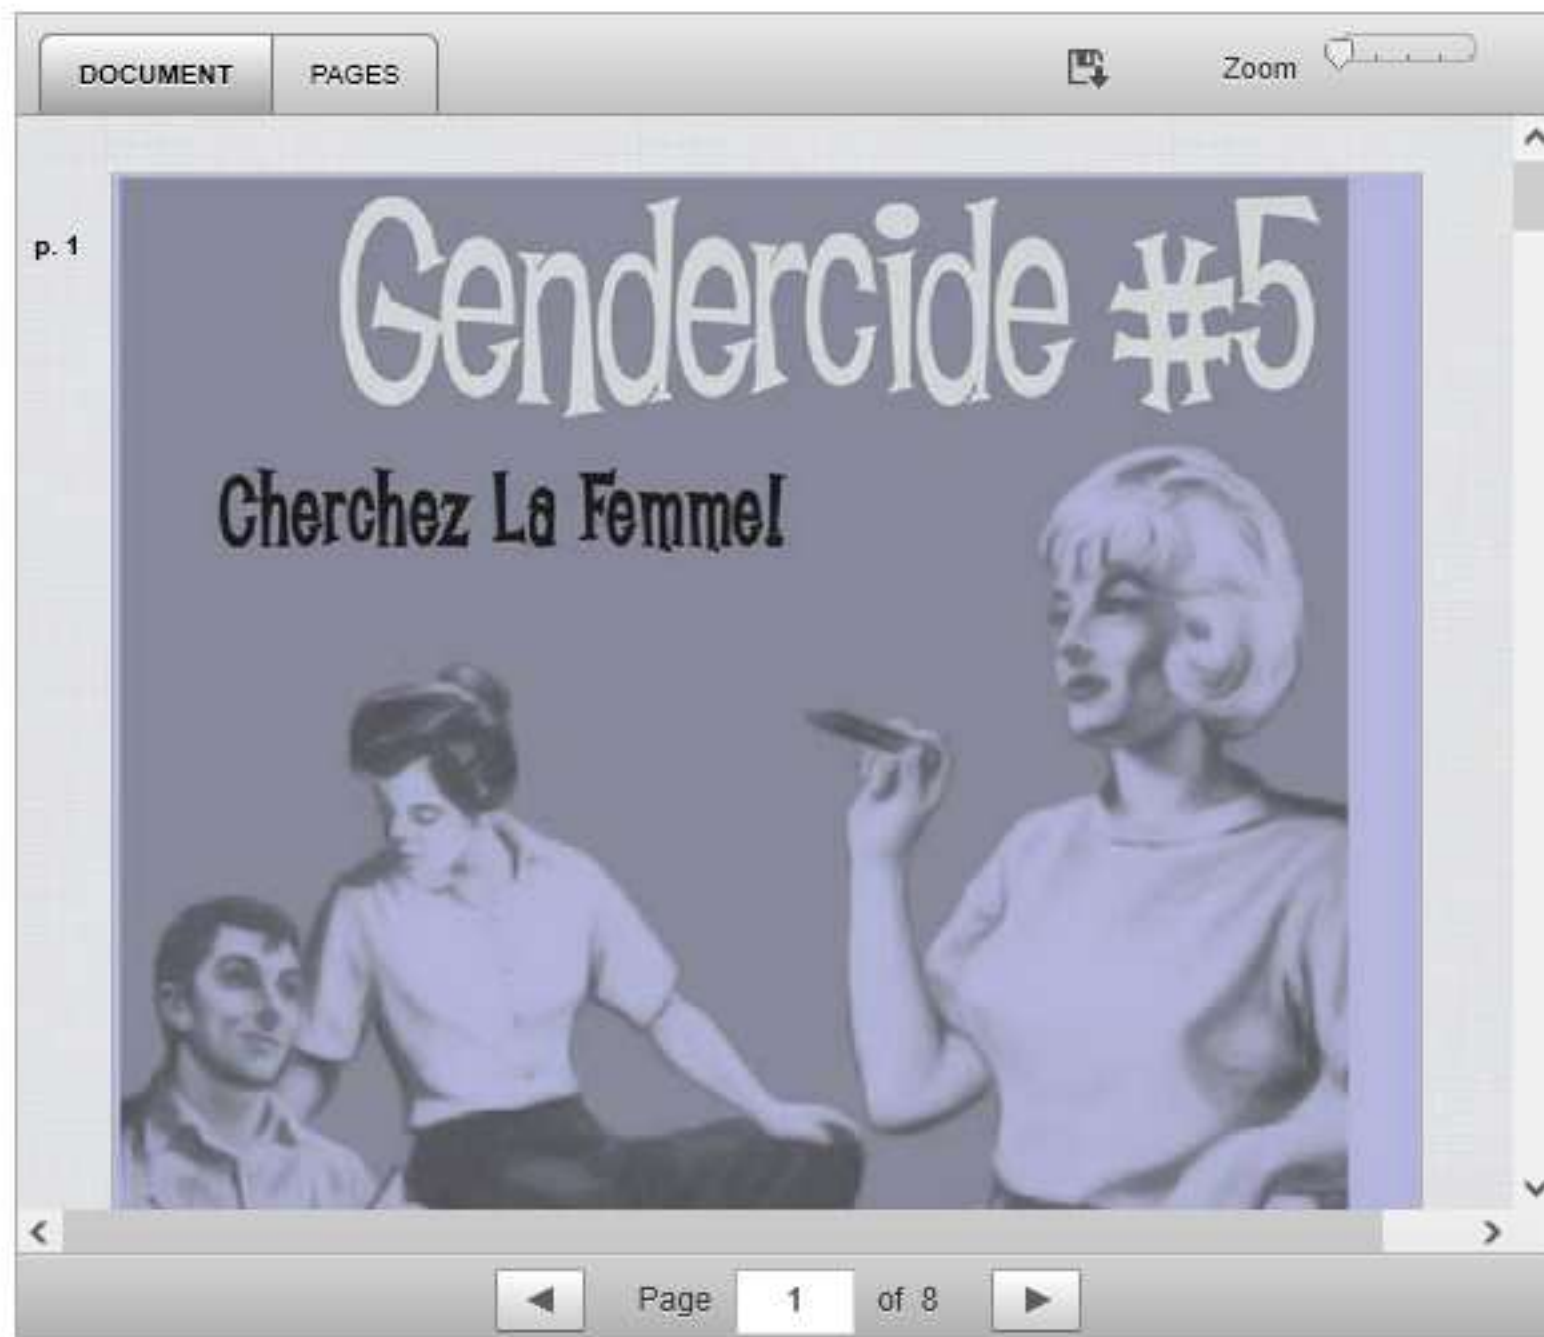 DOCUMENT PAGES Zoom
p. 1
Gendercide #5
Cherchez La Femme!
Page 1 of 8